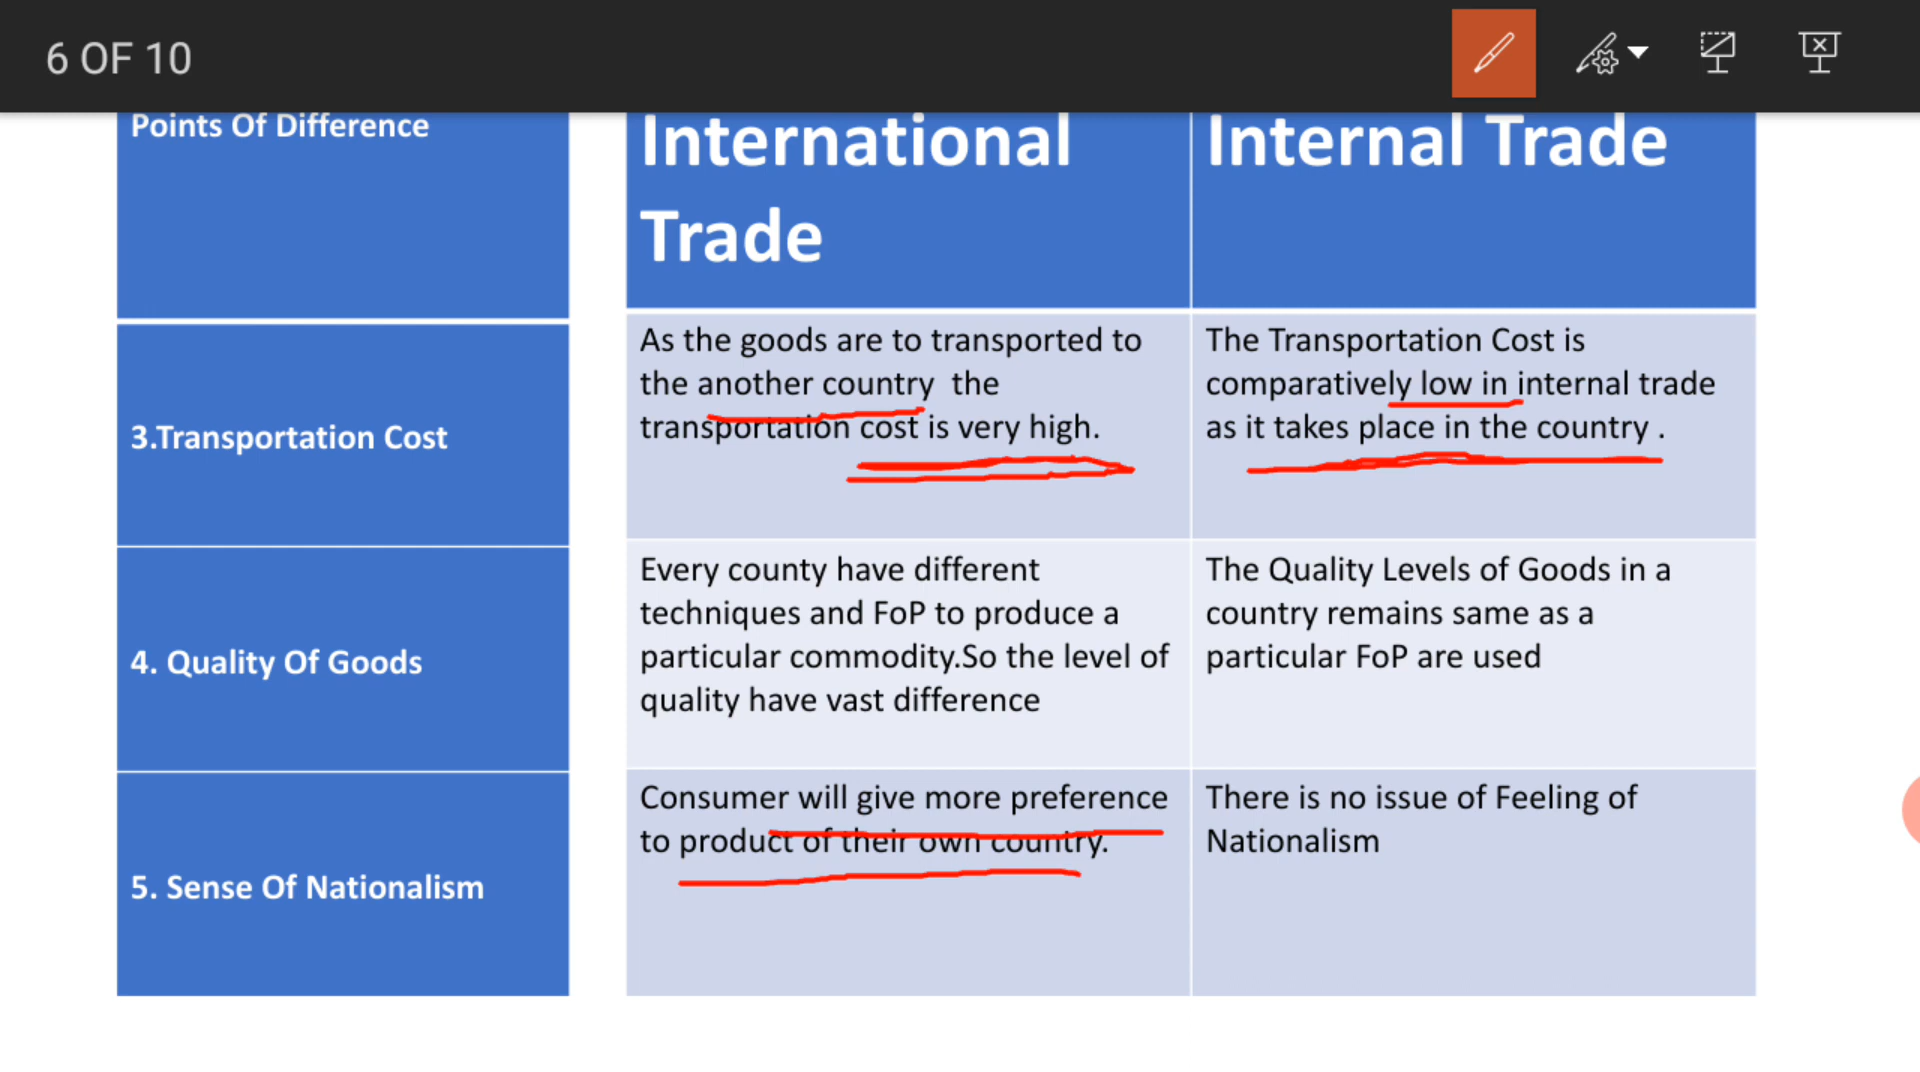 6 OF 10
Points Of Difference
International
Trade
Internal Trade
3.Transportation Cost
As the goods are to transported to
the another country the
transportation cost is very high.
The Transportation Cost is
comparatively low in internal trade
as it takes place in the country .
4. Quality Of Goods
Every county have different
techniques and FoP to produce a
particular commodity.So the level of
quality have vast difference
The Quality Levels of Goods in a
country remains same as a
particular FoP are used
5. Sense Of Nationalism
Consumer will give more preference
to product of their own country.
There is no issue of Feeling of
Nationalism